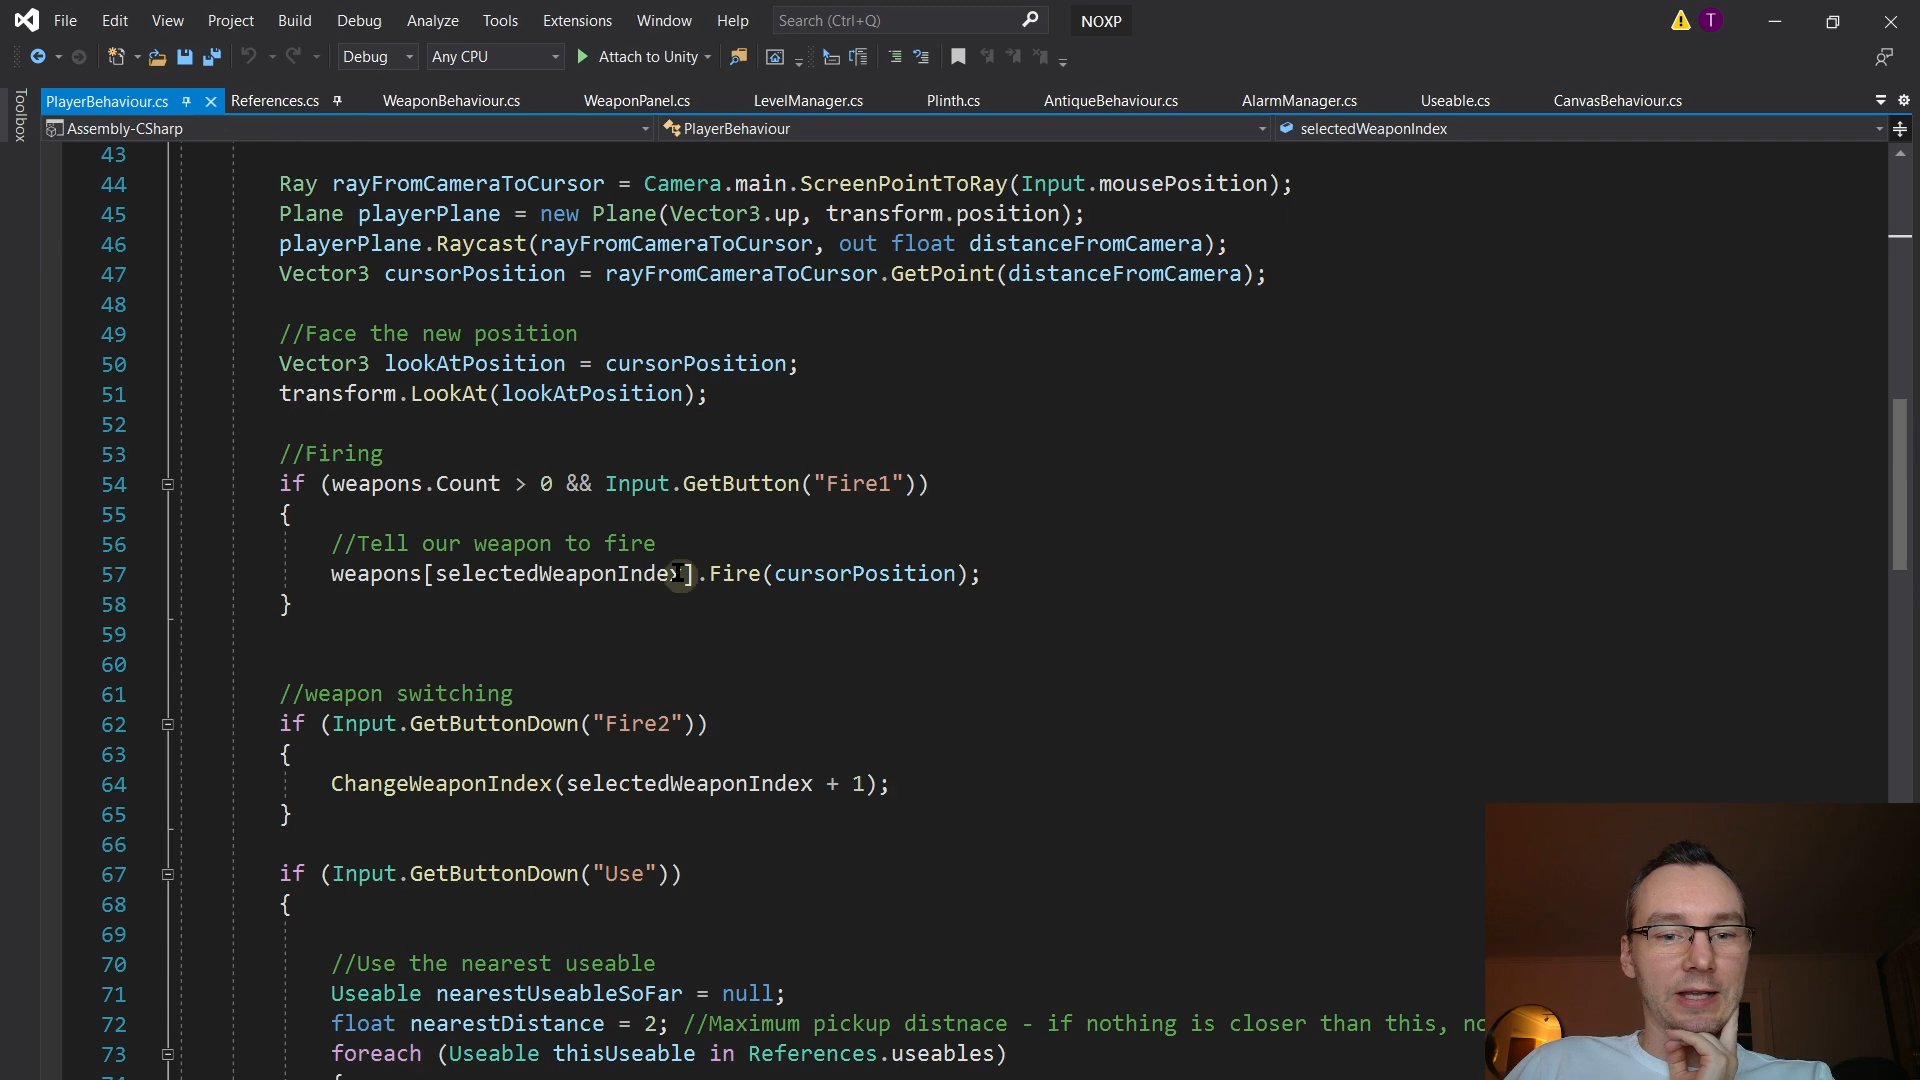 File Edit View Project Build Debug Analyze Tools Extensions Window Help Search (Ctrl+Q) NOXP T
Debug Any CPU Attach to Unity
Toolbox
PlayerBehaviour.cs References.cs WeaponBehaviour.cs WeaponPanel.cs LevelManager.cs Plinth.cs AntiqueBehaviour.cs AlarmManager.cs Useable.cs CanvasBehaviour.cs
Assembly-CSharp PlayerBehaviour selectedWeaponIndex
43
44 Ray rayFromCameraToCursor = Camera.main.ScreenPointToRay(Input.mousePosition);
45 Plane playerPlane = new Plane(Vector3.up, transform.position);
46 playerPlane.Raycast(rayFromCameraToCursor, out float distanceFromCamera);
47 Vector3 cursorPosition = rayFromCameraToCursor.GetPoint(distanceFromCamera);
48
49 //Face the new position
50 Vector3 lookAtPosition = cursorPosition;
51 transform.LookAt(lookAtPosition);
52
53 //Firing
54 if (weapons.Count > 0 && Input.GetButton("Fire1"))
55 {
56 //Tell our weapon to fire
57 weapons[selectedWeaponIndex].Fire(cursorPosition);
58 }
59
60
61 //weapon switching
62 if (Input.GetButtonDown("Fire2"))
63 {
64 ChangeWeaponIndex(selectedWeaponIndex + 1);
65 }
66
67 if (Input.GetButtonDown("Use"))
68 {
69
70 //Use the nearest useable
71 Useable nearestUseableSoFar = null;
72 float nearestDistance = 2; //Maximum pickup distnace - if nothing is closer than this, no
73 foreach (Useable thisUseable in References.useables)